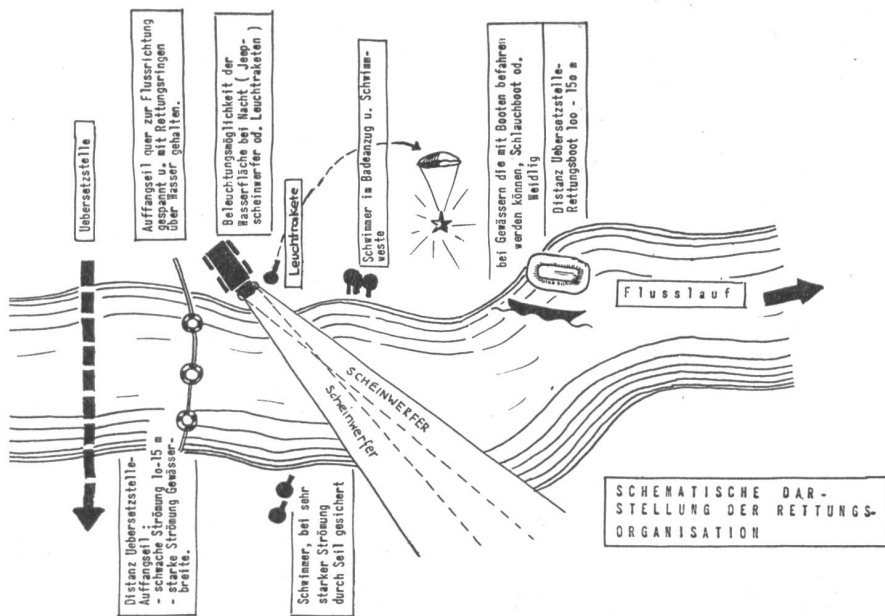 Uebersetzstelle
Auffangseil quer zur Flussrichtung
gespannt u. mit Rettungsringen
über Wasser gehalten.
Beleuchtungsmöglichkeit der
Wasserfläche bei Nacht ( Jeep-
scheinwerfer od. Leuchtraketen )
Leuchtrakete
Schwimmer im Badeanzug u. Schwimm-
weste
bei Gewässern die mit Booten befahren
werden können, Schlauchboot od.
Weidlig
Distanz Uebersetzstelle-
Rettungsboot 100 - 150 m
Flusslauf
SCHEINWERFER
Scheinwerfer
Distanz Uebersetzstelle-
Auffangseil :
- schwache Strömung 10-15 m
- starke Strömung Gewässer-
breite.
Schwimmer, bei sehr
starker Strömung
durch Seil gesichert
SCHEMATISCHE DAR-
STELLUNG DER RETTUNGS-
ORGANISATION